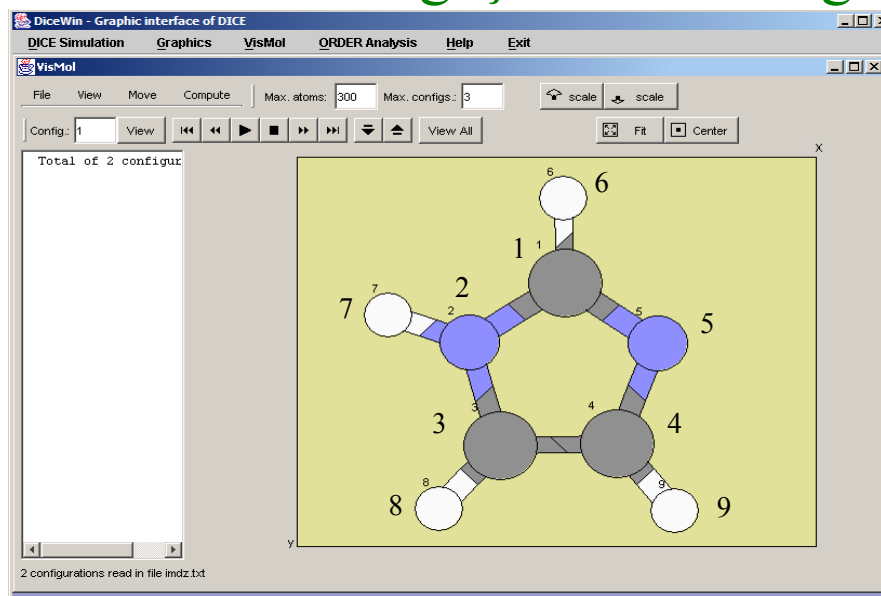 DiceWin - Graphic interface of DICE
DICE Simulation Graphics VisMol ORDER Analysis Help Exit
VisMol
File View Move Compute Max. atoms: 300 Max. configs.: 3 scale scale
Config.: 1 View View All Fit Center
X
Total of 2 configur
6 6
1 1
7 7
2 2
5 5
3 3
4 4
8 8
9 9
y
2 configurations read in file imdz.txt